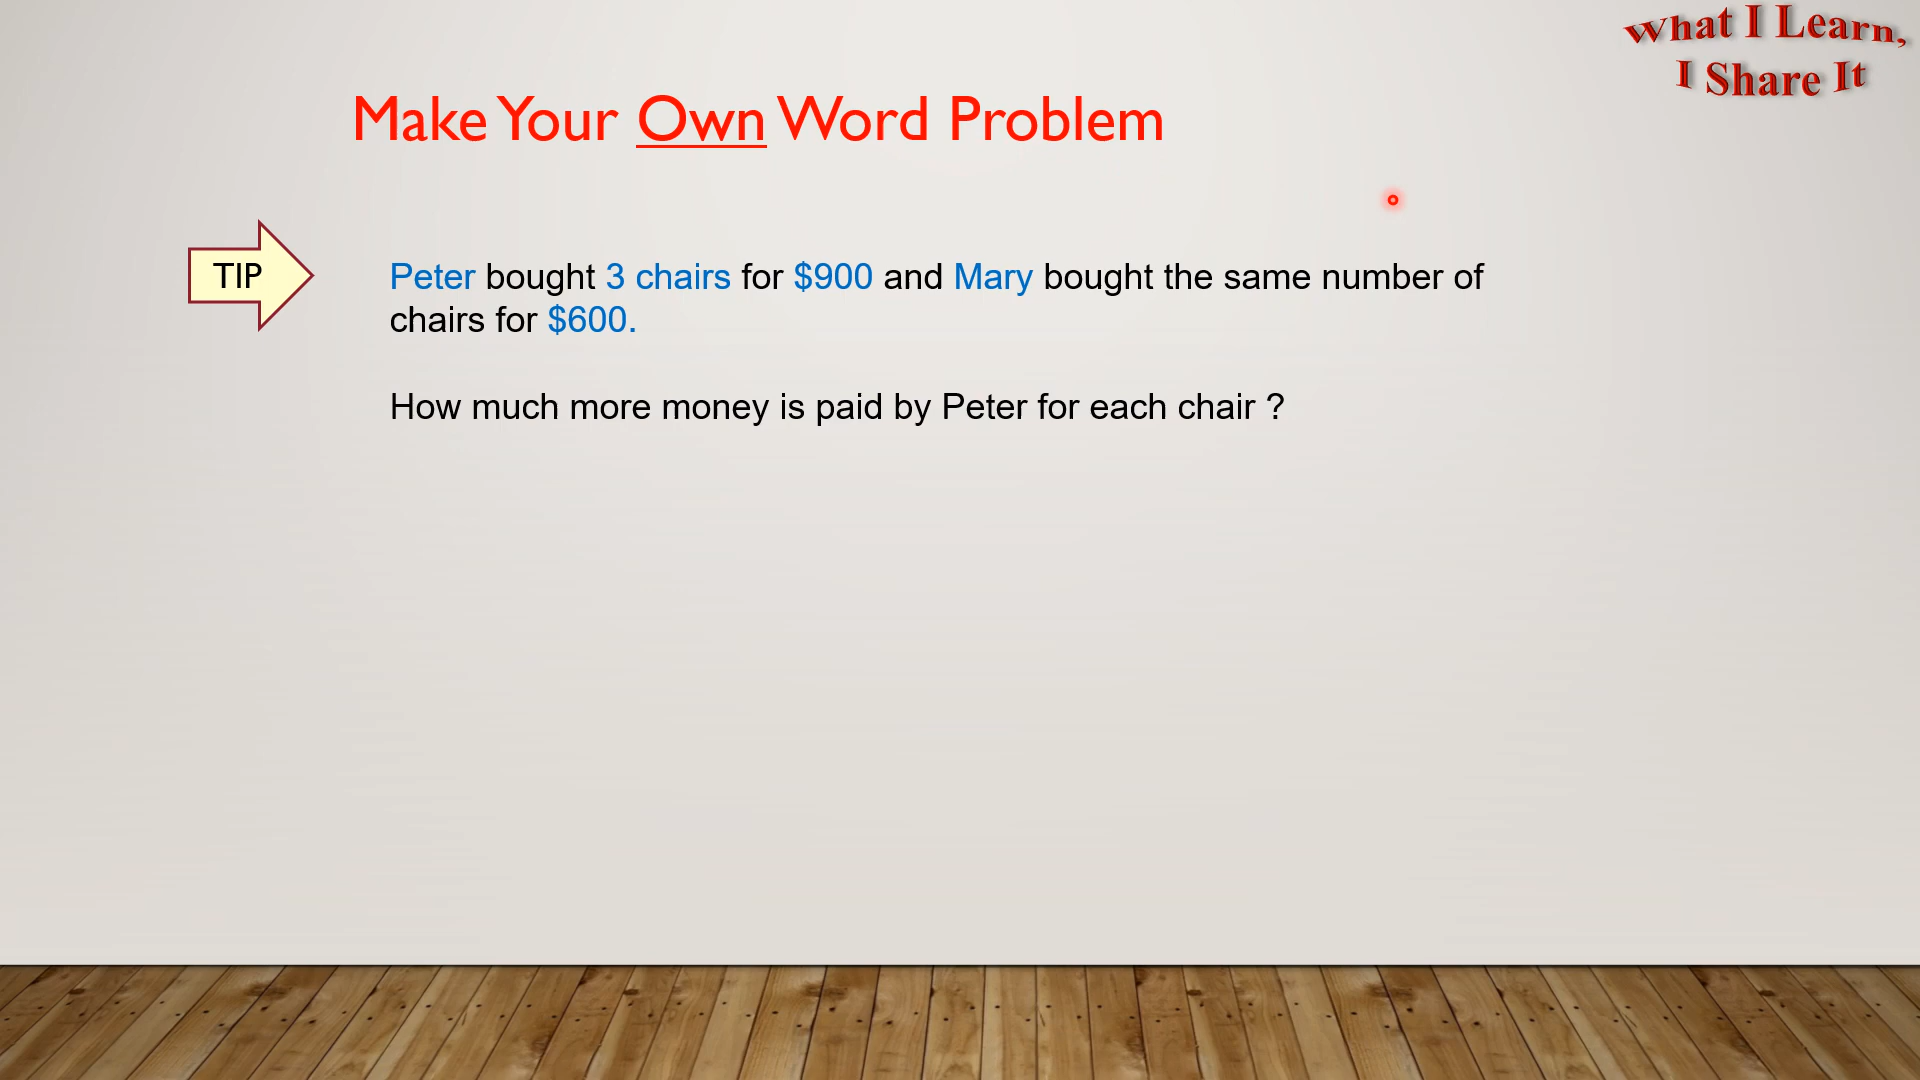 What I Learn,
I Share It
Make Your Own Word Problem
TIP
Peter bought 3 chairs for $900 and Mary bought the same number of
chairs for $600.
How much more money is paid by Peter for each chair ?